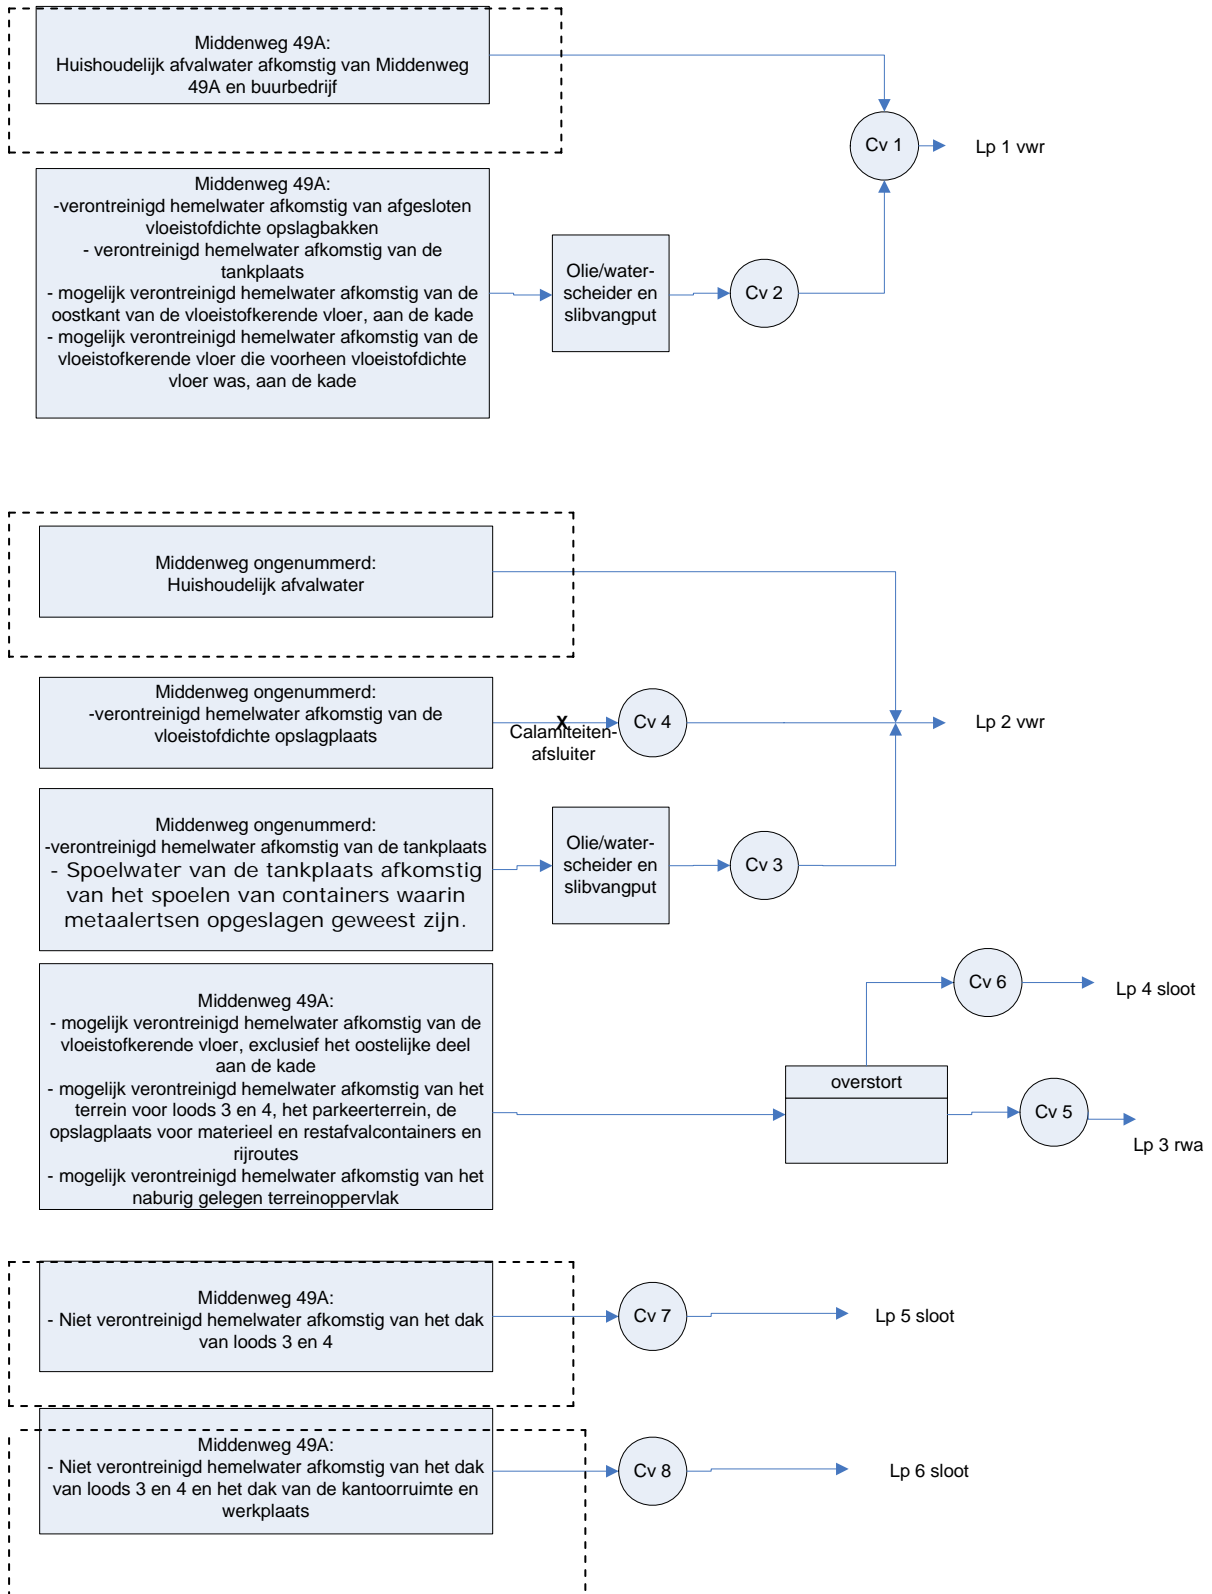 Middenweg 49A:
Huishoudelijk afvalwater afkomstig van Middenweg
49A en buurbedrijf
Cv 1
Lp 1 vwr
Middenweg 49A:
-verontreinigd hemelwater afkomstig van afgesloten
vloeistofdichte opslagbakken
- verontreinigd hemelwater afkomstig van de
tankplaats
- mogelijk verontreinigd hemelwater afkomstig van de
oostkant van de vloeistofkerende vloer, aan de kade
- mogelijk verontreinigd hemelwater afkomstig van de
vloeistofkerende vloer die voorheen vloeistofdichte
vloer was, aan de kade
Olie/water-
scheider en
slibvangput
Cv 2
Middenweg ongenummerd:
Huishoudelijk afvalwater
Middenweg ongenummerd:
-verontreinigd hemelwater afkomstig van de
vloeistofdichte opslagplaats
X
Calamiteiten-
afsluiter
Cv 4
Lp 2 vwr
Middenweg ongenummerd:
-verontreinigd hemelwater afkomstig van de tankplaats
- Spoelwater van de tankplaats afkomstig
van het spoelen van containers waarin
metaalertsen opgeslagen geweest zijn.
Olie/water-
scheider en
slibvangput
Cv 3
Middenweg 49A:
- mogelijk verontreinigd hemelwater afkomstig van de
vloeistofkerende vloer, exclusief het oostelijke deel
aan de kade
- mogelijk verontreinigd hemelwater afkomstig van het
terrein voor loods 3 en 4, het parkeerterrein, de
opslagplaats voor materieel en restafvalcontainers en
rijroutes
- mogelijk verontreinigd hemelwater afkomstig van het
naburig gelegen terreinoppervlak
overstort
Cv 6
Lp 4 sloot
Cv 5
Lp 3 rwa
Middenweg 49A:
- Niet verontreinigd hemelwater afkomstig van het dak
van loods 3 en 4
Cv 7
Lp 5 sloot
Middenweg 49A:
- Niet verontreinigd hemelwater afkomstig van het dak
van loods 3 en 4 en het dak van de kantoorruimte en
werkplaats
Cv 8
Lp 6 sloot